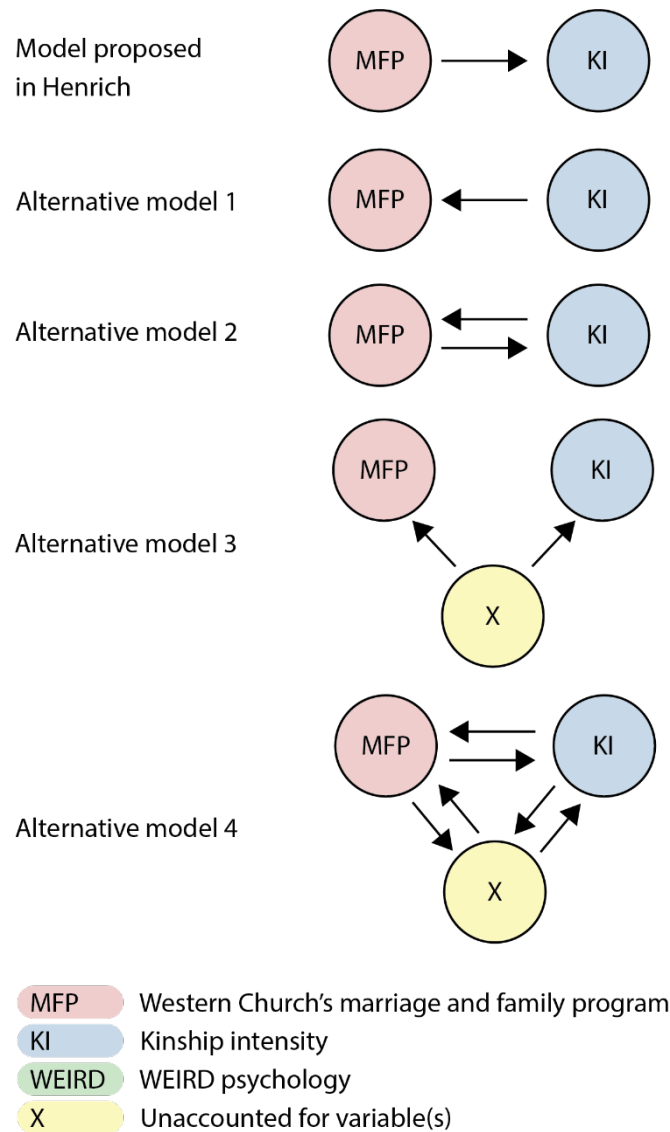 Model proposed
in Henrich
MFP
KI
Alternative model 1
MFP
KI
Alternative model 2
MFP
KI
Alternative model 3
MFP
KI
X
Alternative model 4
MFP
KI
X
MFP Western Church's marriage and family program
KI Kinship intensity
WEIRD WEIRD psychology
X Unaccounted for variable(s)